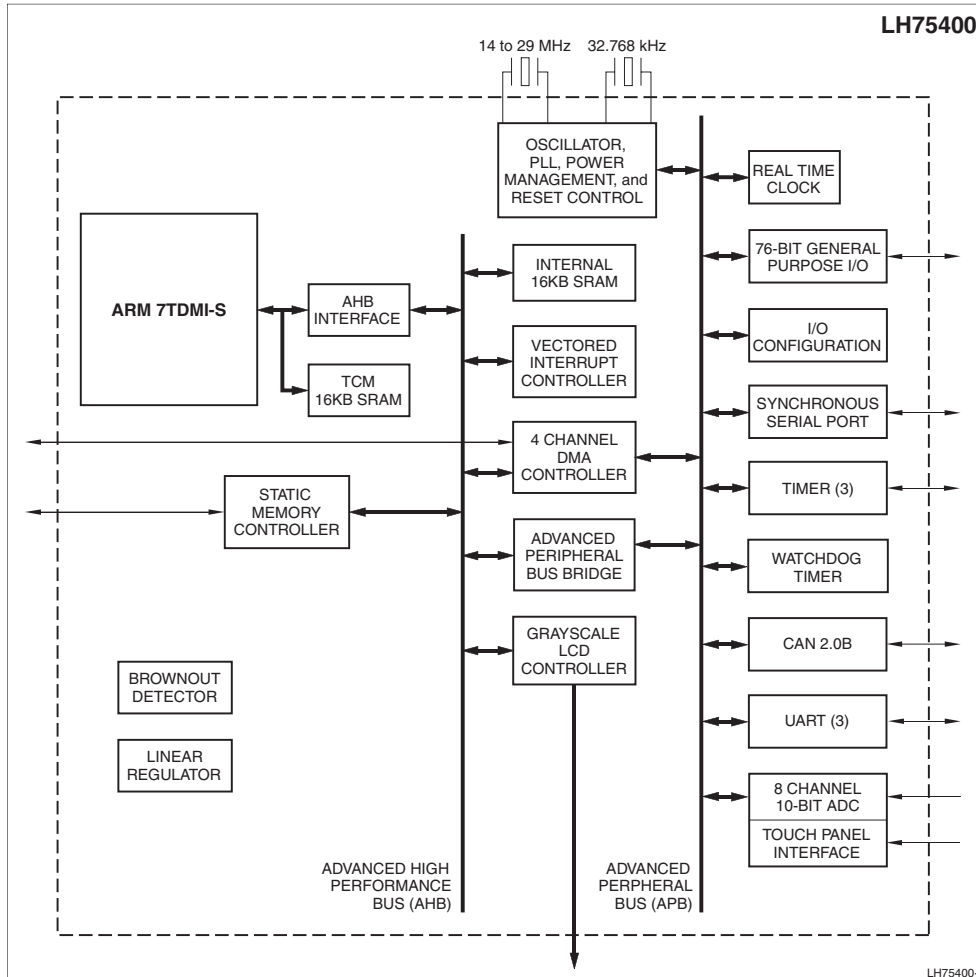 LH75400
14 to 29 MHz
32.768 kHz
OSCILLATOR,
PLL, POWER
MANAGEMENT, and
RESET CONTROL
REAL TIME
CLOCK
76-BIT GENERAL
PURPOSE I/O
ARM 7TDMI-S
AHB
INTERFACE
INTERNAL
16KB SRAM
I/O
CONFIGURATION
TCM
16KB SRAM
VECTORED
INTERRUPT
CONTROLLER
SYNCHRONOUS
SERIAL PORT
4 CHANNEL
DMA
CONTROLLER
STATIC
MEMORY
CONTROLLER
TIMER (3)
ADVANCED
PERIPHERAL
BUS BRIDGE
WATCHDOG
TIMER
GRAYSCALE
LCD
CONTROLLER
CAN 2.0B
BROWNOUT
DETECTOR
UART (3)
LINEAR
REGULATOR
8 CHANNEL
10-BIT ADC
TOUCH PANEL
INTERFACE
ADVANCED HIGH
PERFORMANCE
BUS (AHB)
ADVANCED
PERPHERAL
BUS (APB)
LH75400-